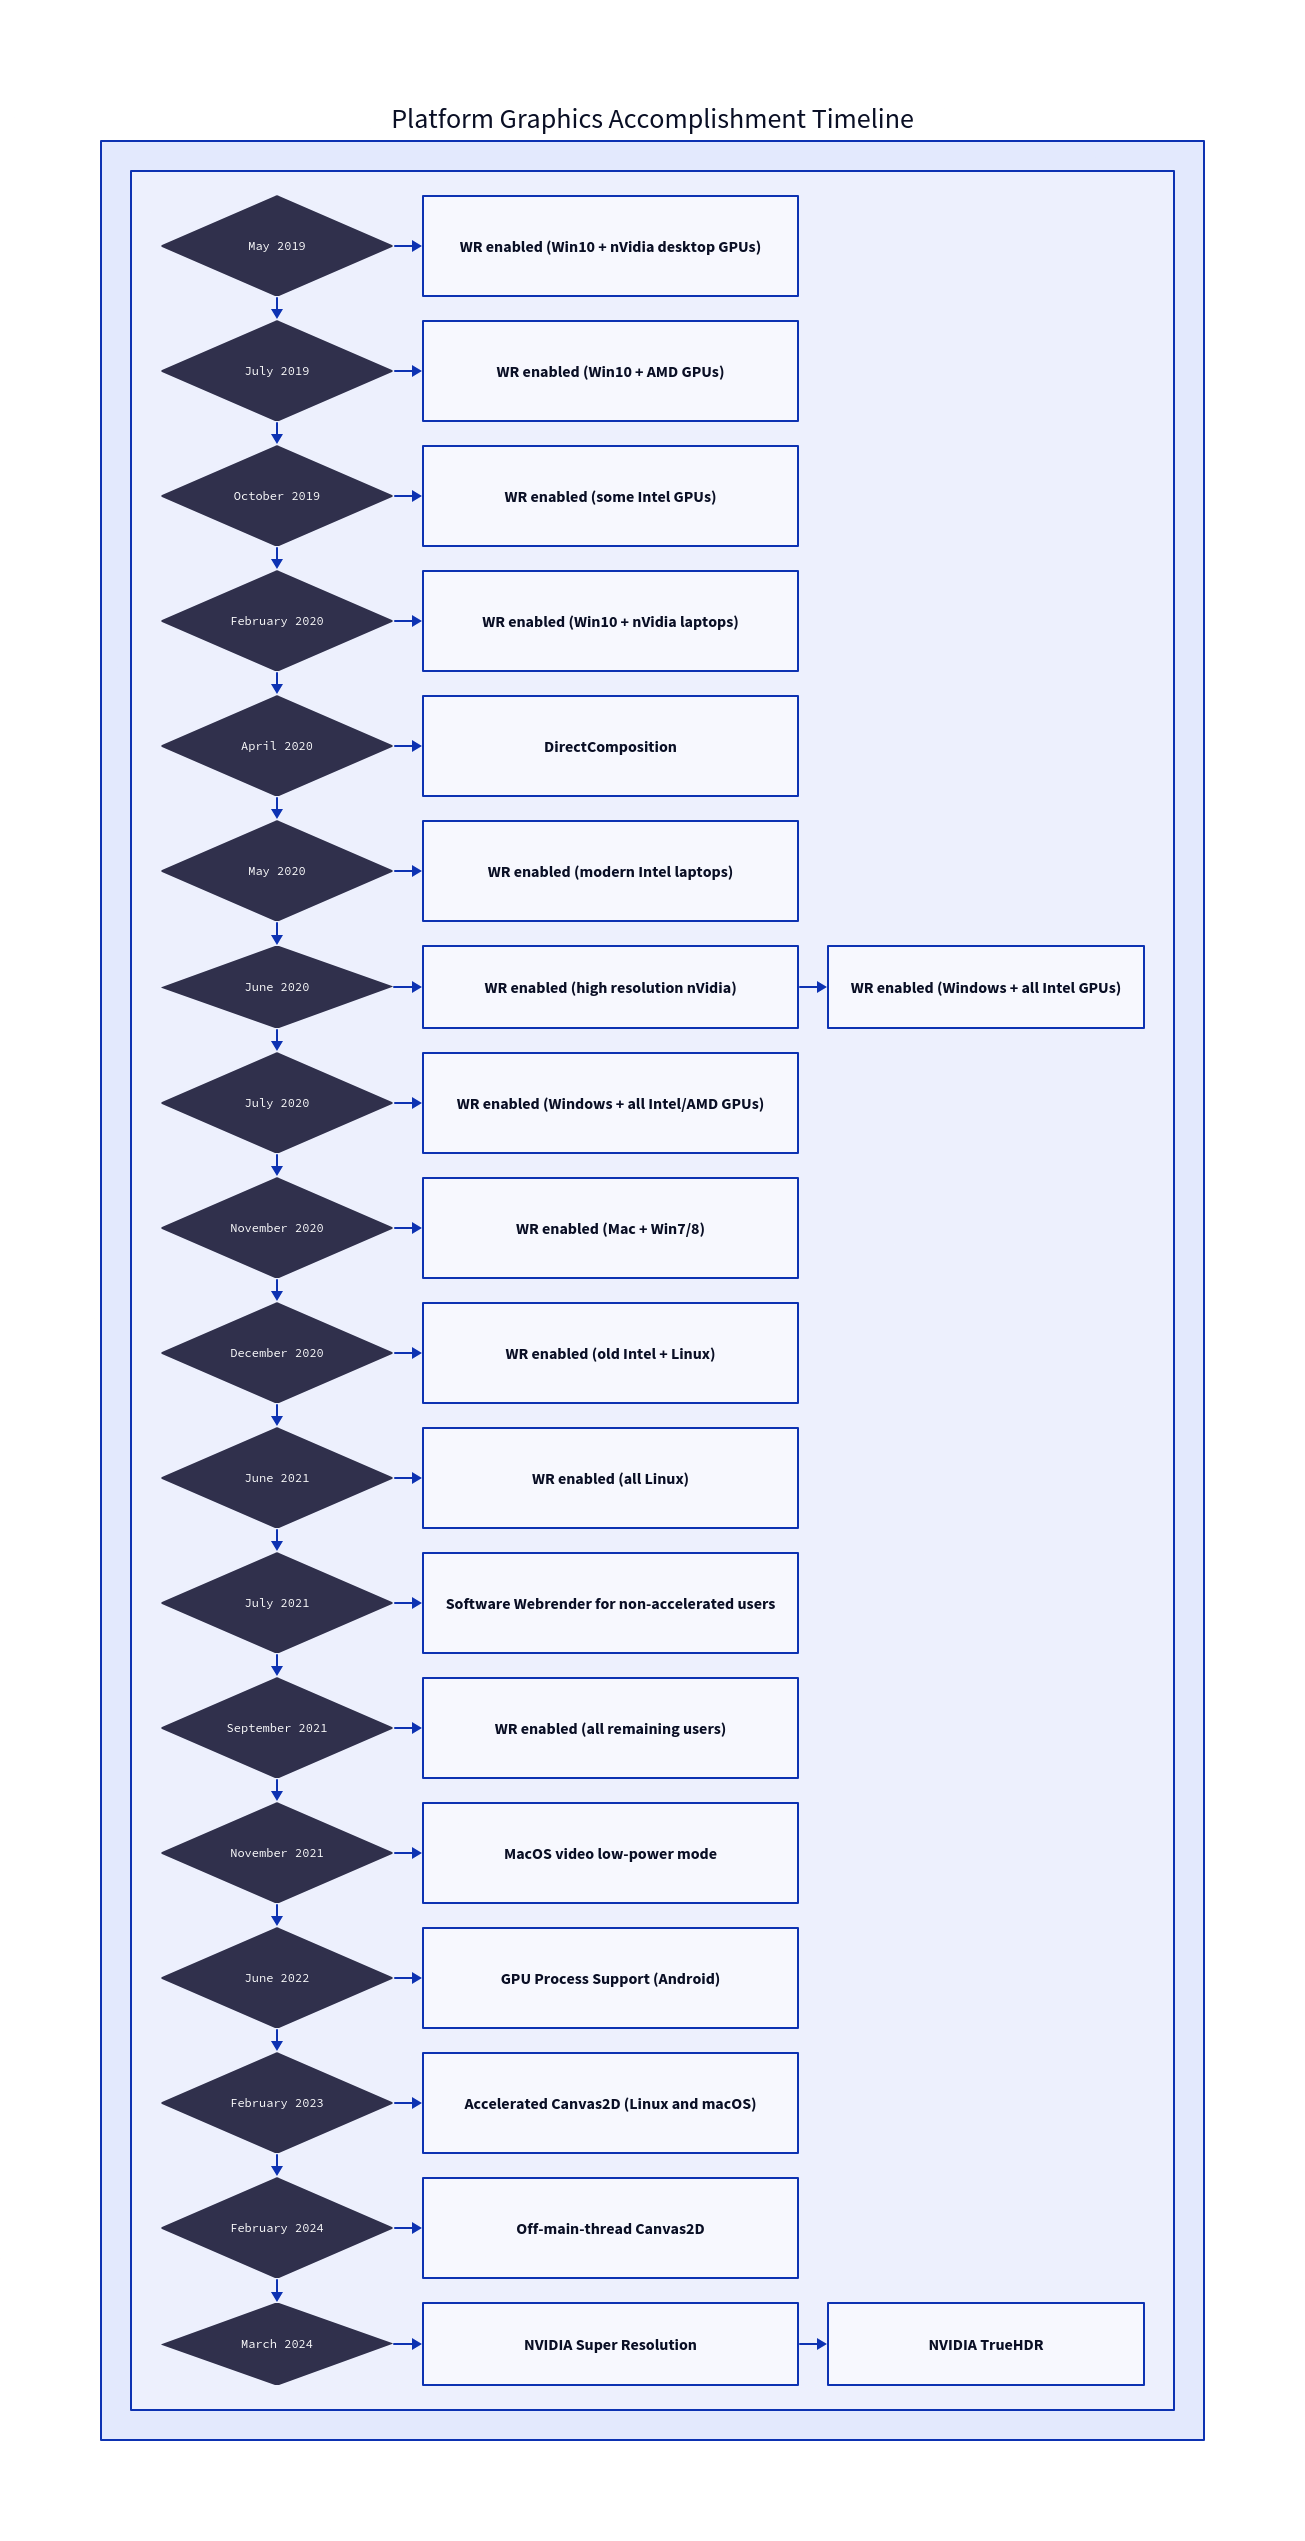 Platform Graphics Accomplishment Timeline
May 2019
WR enabled (Win10 + nVidia desktop GPUs)
July 2019
WR enabled (Win10 + AMD GPUs)
October 2019
WR enabled (some Intel GPUs)
February 2020
WR enabled (Win10 + nVidia laptops)
April 2020
DirectComposition
May 2020
WR enabled (modern Intel laptops)
June 2020
WR enabled (high resolution nVidia)
WR enabled (Windows + all Intel GPUs)
July 2020
WR enabled (Windows + all Intel/AMD GPUs)
November 2020
WR enabled (Mac + Win7/8)
December 2020
WR enabled (old Intel + Linux)
June 2021
WR enabled (all Linux)
July 2021
Software Webrender for non-accelerated users
September 2021
WR enabled (all remaining users)
November 2021
MacOS video low-power mode
June 2022
GPU Process Support (Android)
February 2023
Accelerated Canvas2D (Linux and macOS)
February 2024
Off-main-thread Canvas2D
March 2024
NVIDIA Super Resolution
NVIDIA TrueHDR